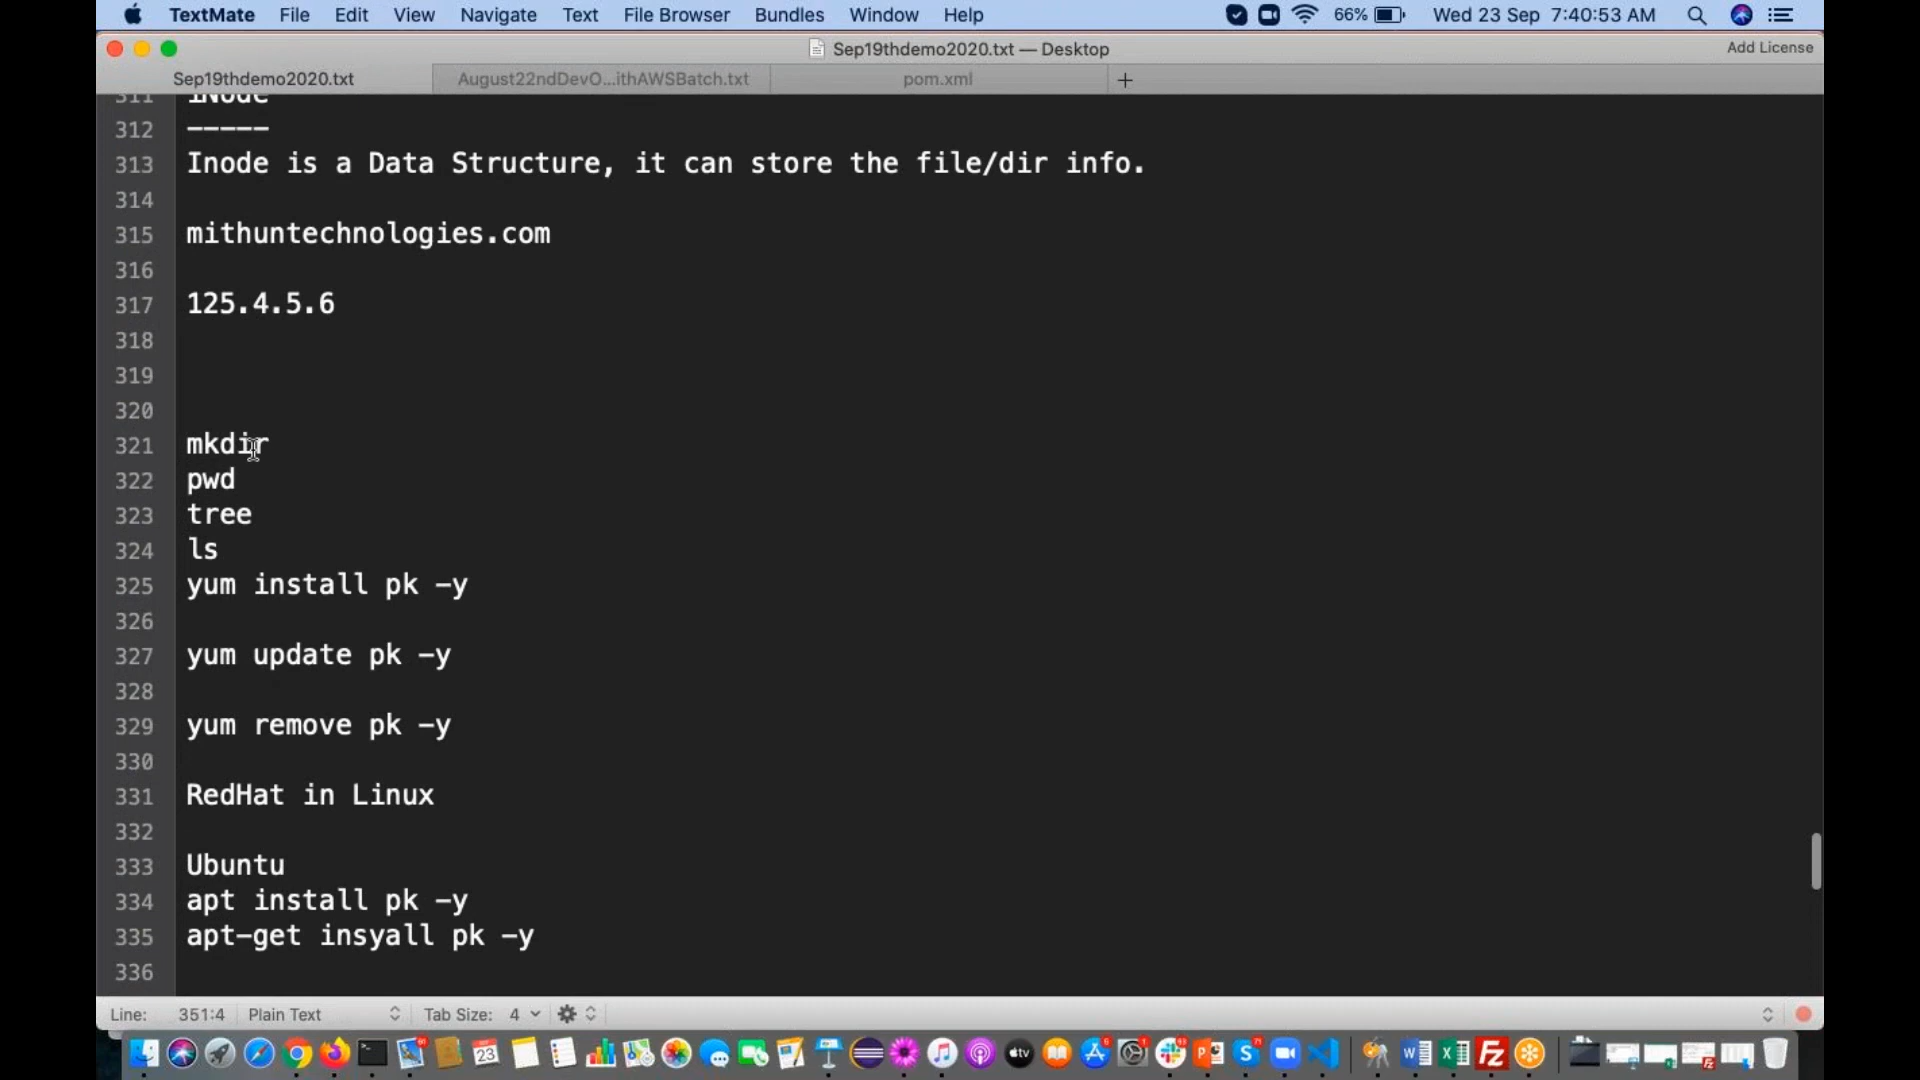 TextMate File Edit View Navigate Text File Browser Bundles Window Help 66% Wed 23 Sep 7:40:53 AM
Sep19thdemo2020.txt — Desktop Add License
Sep19thdemo2020.txt August22ndDevO...ithAWSBatch.txt pom.xml +
311 iNode
312 -----
313 Inode is a Data Structure, it can store the file/dir info.
314
315 mithuntechnologies.com
316
317 125.4.5.6
318
319
320
321 mkdir
322 pwd
323 tree
324 ls
325 yum install pk -y
326
327 yum update pk -y
328
329 yum remove pk -y
330
331 RedHat in Linux
332
333 Ubuntu
334 apt install pk -y
335 apt-get insyall pk -y
336
Line: 351:4 Plain Text Tab Size: 4